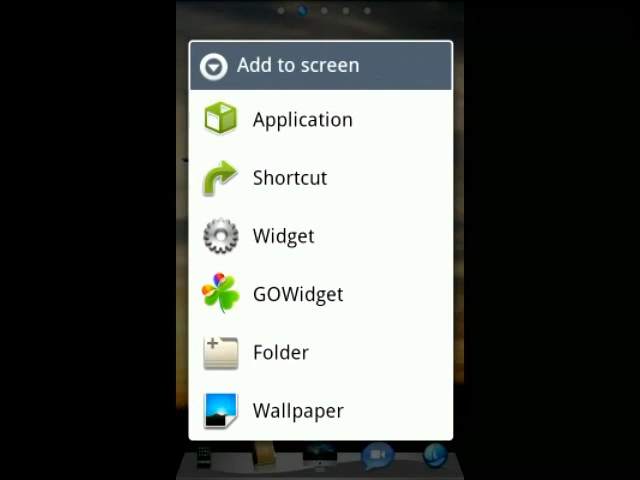 Add to screen
Application
Shortcut
Widget
GOWidget
Folder
Wallpaper